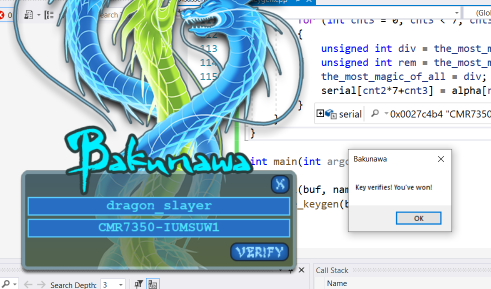 Search
for (int cnt3 = 0; cnt3 < 7; cnt3
113
{
114
unsigned int div = the_most_m
115
unsigned int rem = the_most_m
the_most_magic_of_all = div;
serial[cnt2*7+cnt3] = alpha[r
}
serial
0x0027c4b4 "CMR7350
}
Bakunawa
int main(int arg
(buf, nam
_keygen(b
X
dragon_slayer
CMR7350-IUMSUW1
VERIFY
Bakunawa
Key verifies! You've won!
OK
Search Depth: 3
Call Stack
Name